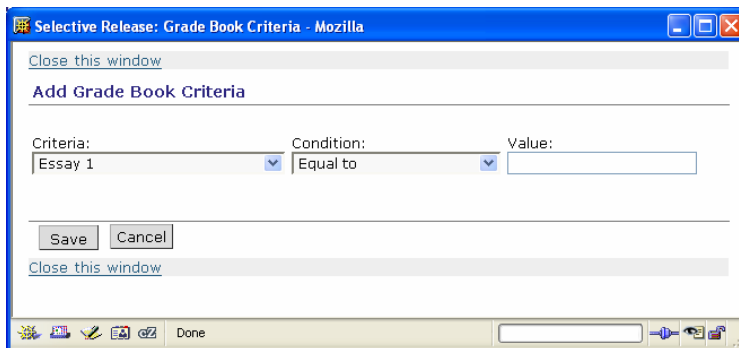 Selective Release: Grade Book Criteria - Mozilla
Close this window
Add Grade Book Criteria
Criteria: Condition: Value:
Essay 1 Equal to
Save Cancel
Close this window
Done